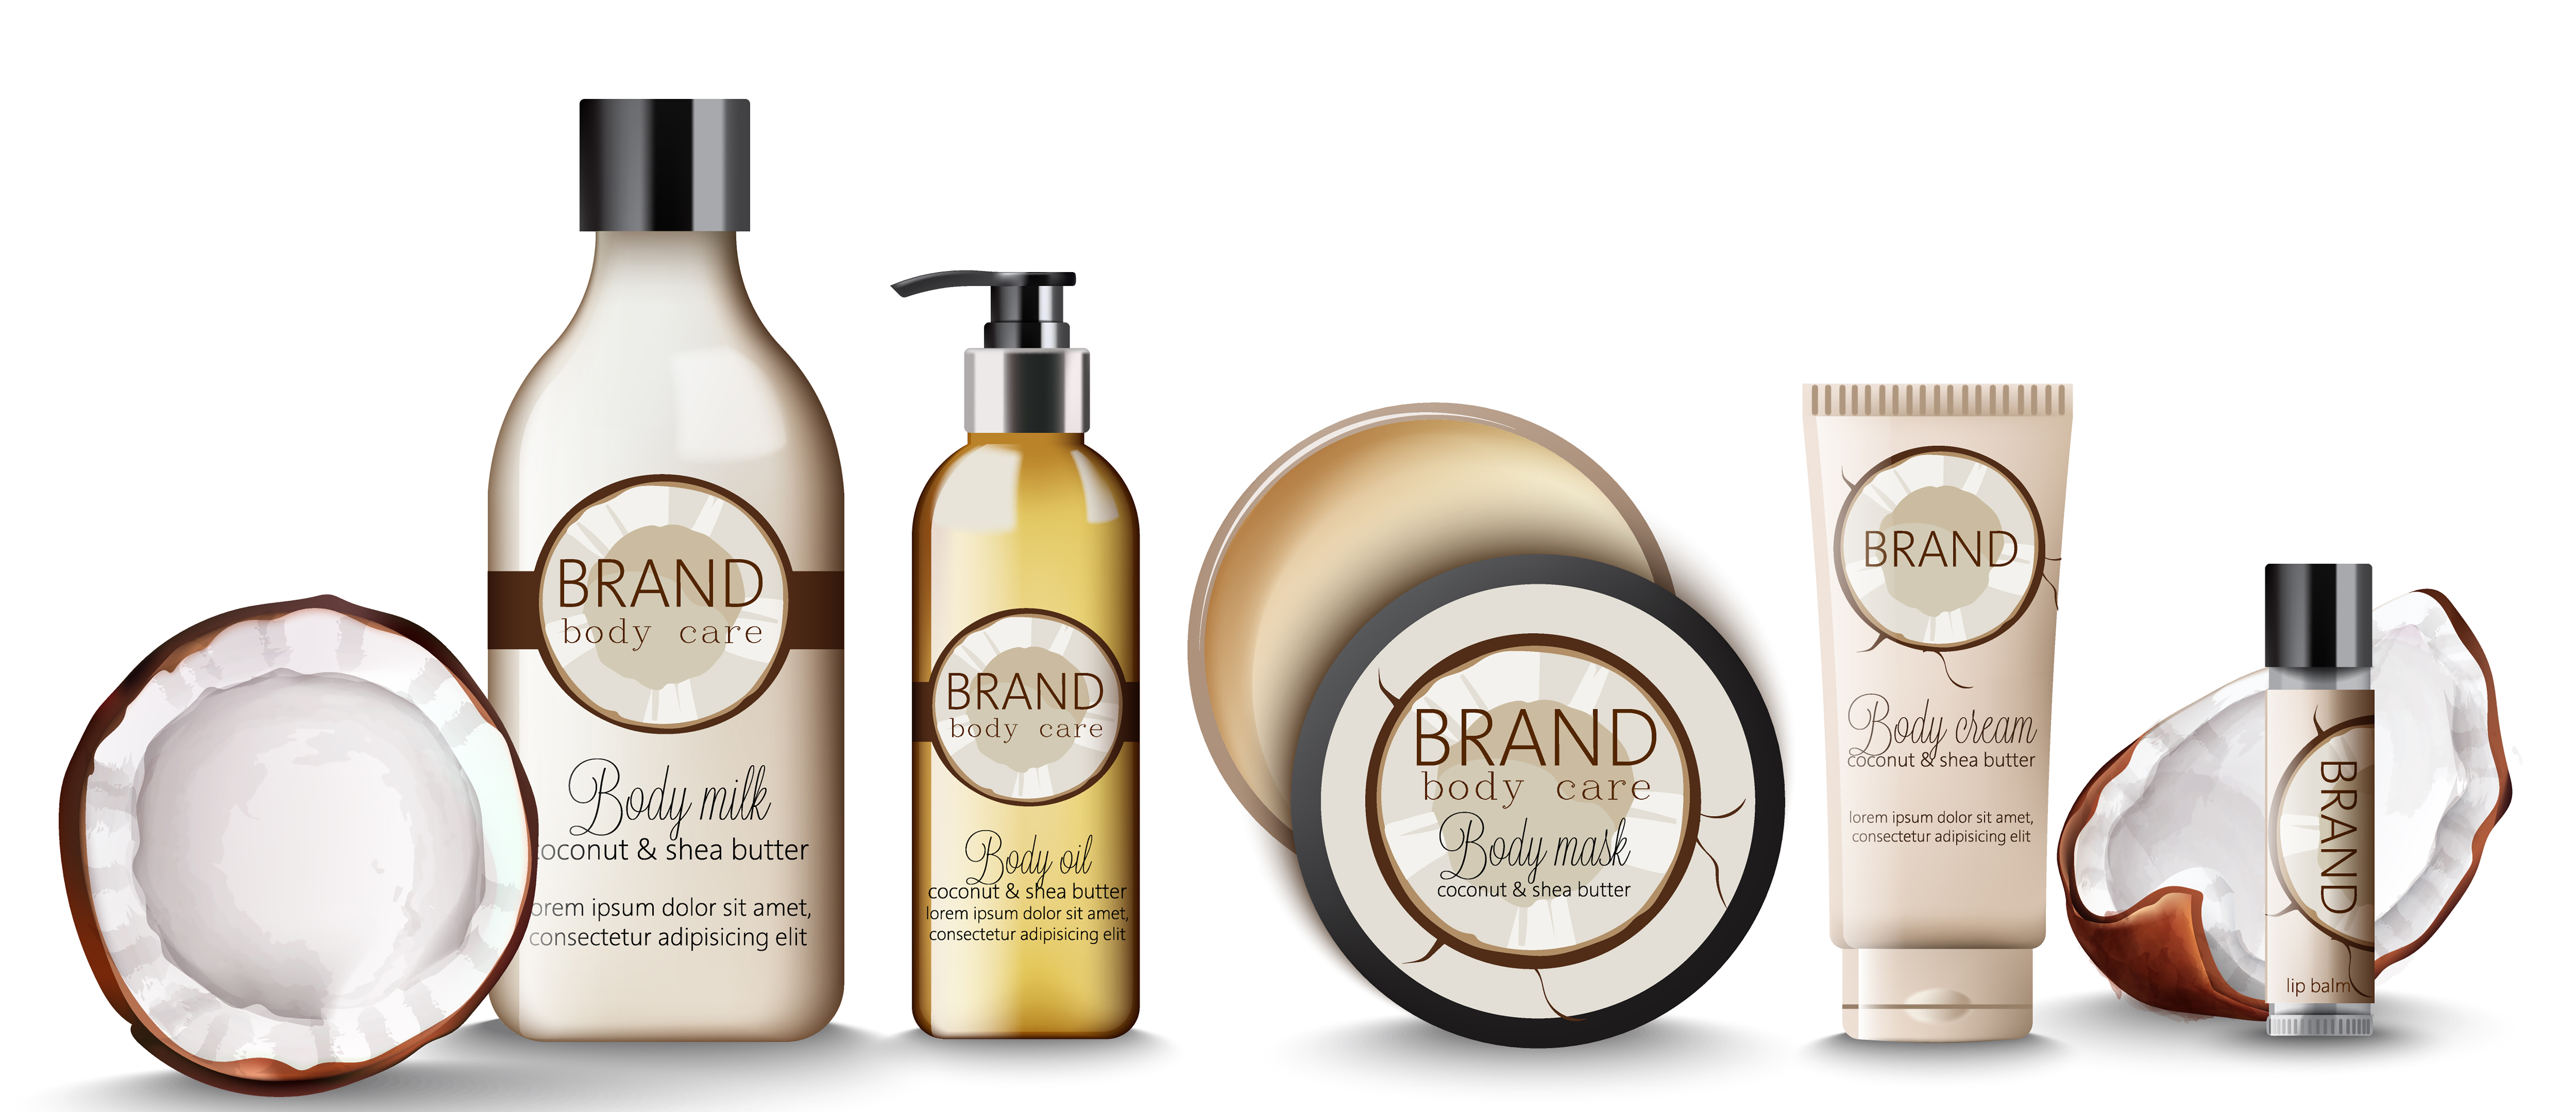 BRAND
body care
Body milk
coconut & shea butter
lorem ipsum dolor sit amet,
consectetur adipisicing elit
BRAND
body care
Body oil
coconut & shea butter
lorem ipsum dolor sit amet,
consectetur adipisicing elit
BRAND
body care
Body mask
coconut & shea butter
BRAND
Body cream
coconut & shea butter
lorem ipsum dolor sit amet,
consectetur adipisicing elit
BRAND
lip balm